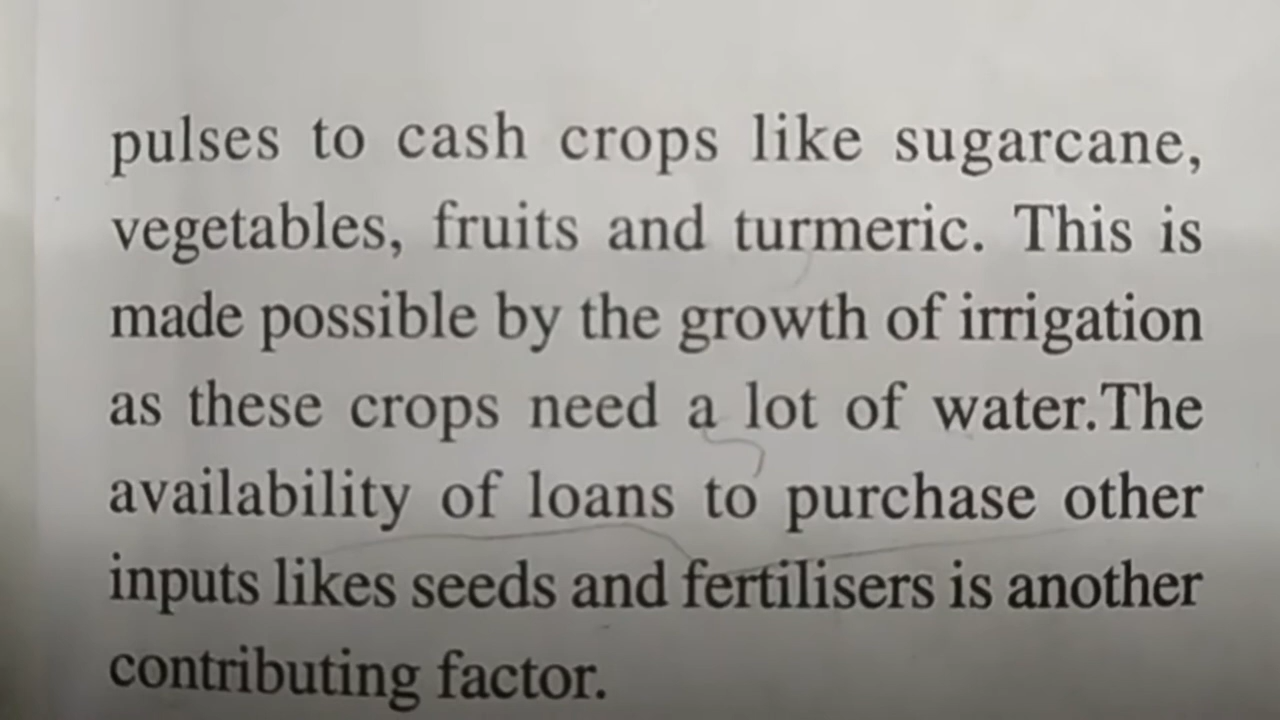 pulses to cash crops like sugarcane,
vegetables, fruits and turmeric. This is
made possible by the growth of irrigation
as these crops need a lot of water.The
availability of loans to purchase other
inputs likes seeds and fertilisers is another
contributing factor.